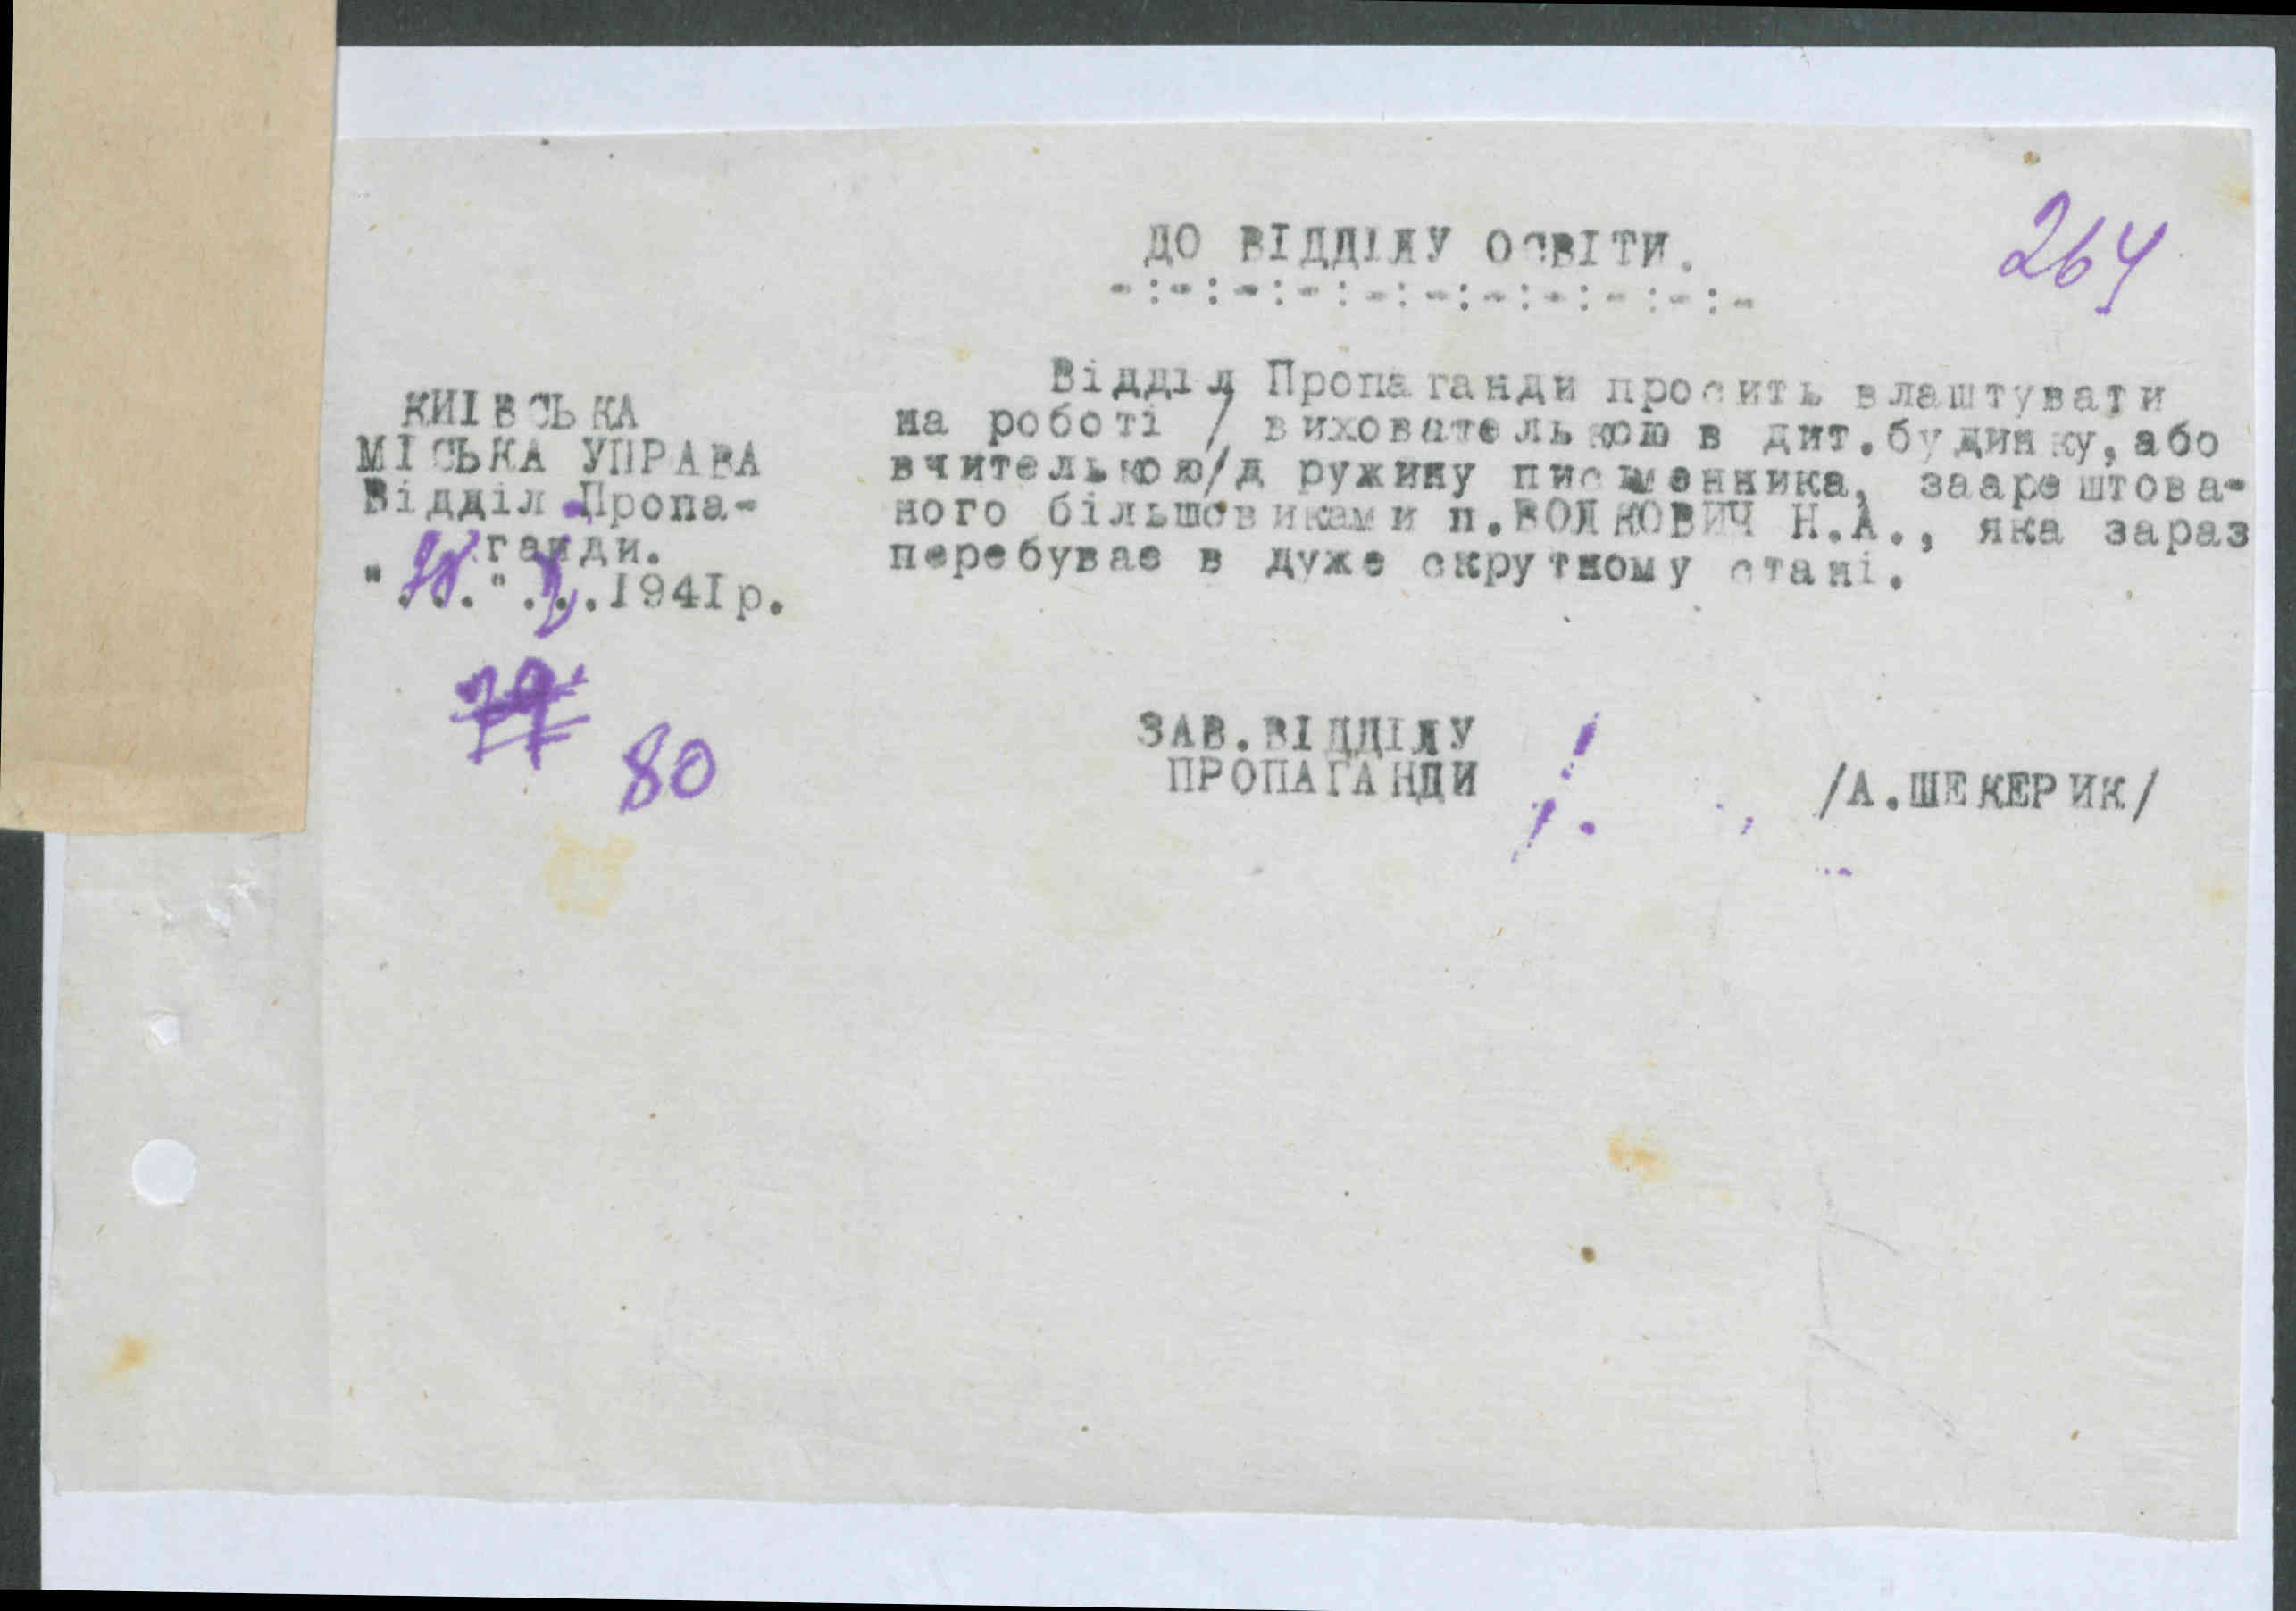 264
ДО ВІДДІЛУ ОСВІТИ.
-:-:-:-:-:-:-:-:-:-:-
КИІВСЬКА
МІСЬКА УПРАВА
Відділ Пропа-
ганди.
"..."...1941р.
80
Відділ Пропаганди просить влаштувати
на роботі / вихователькою в дит.будинку, або
вчителькою/дружину письменника, заарештова-
ного більшовиками п.ВОЛКОВИЧ Н.А., яка зараз
перебуває в дуже скрутному стані.
ЗАВ.ВІДДІЛУ
ПРОПАГАНДИ
/А.ШЕКЕРИК/